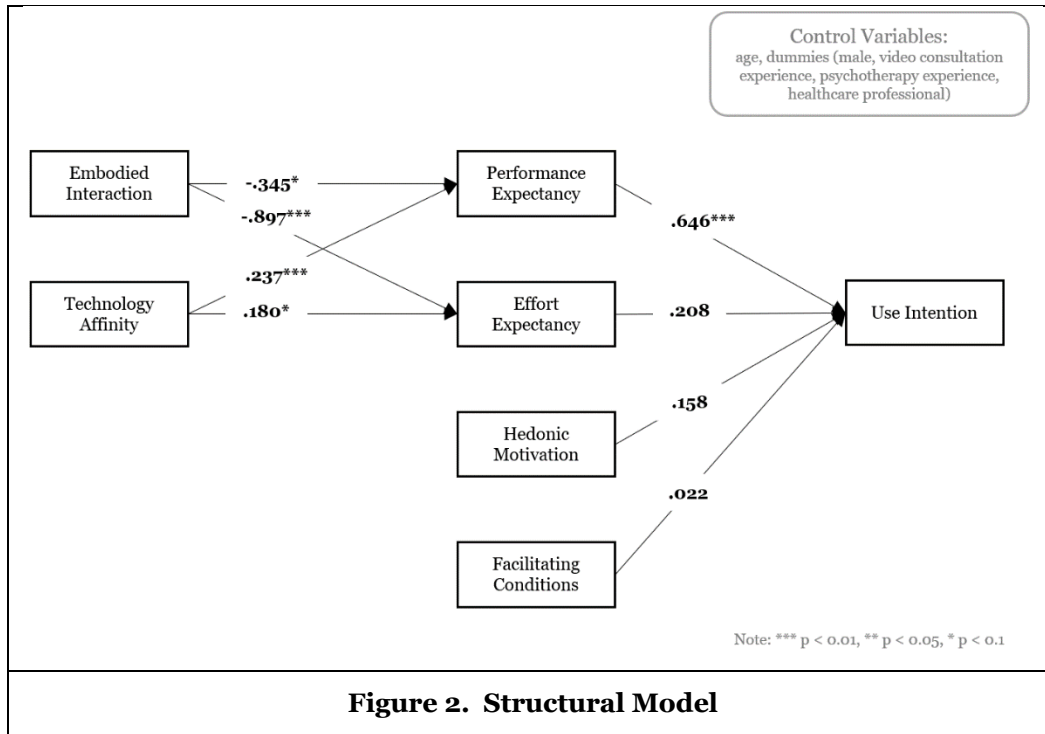 Control Variables:
age, dummies (male, video consultation
experience, psychotherapy experience,
healthcare professional)
Embodied
Interaction
-.345*
Performance
Expectancy
-.897***
.646***
Technology
Affinity
.237***
.180*
Effort
Expectancy
.208
Use Intention
.158
Hedonic
Motivation
.022
Facilitating
Conditions
Note: *** p < 0.01, ** p < 0.05, * p < 0.1
Figure 2. Structural Model